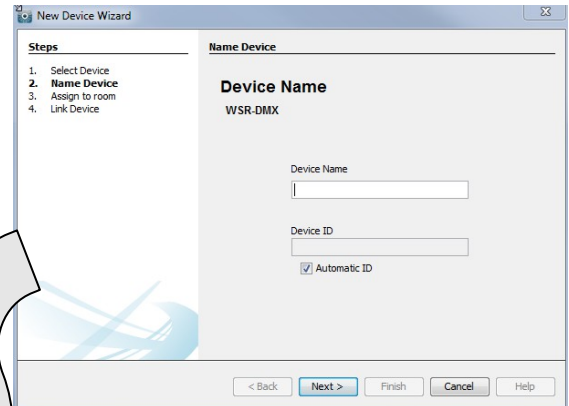 New Device Wizard
Steps
1. Select Device
2. Name Device
3. Assign to room
4. Link Device
Name Device
Device Name
WSR-DMX
Device Name
Device ID
Automatic ID
< Back Next > Finish Cancel Help